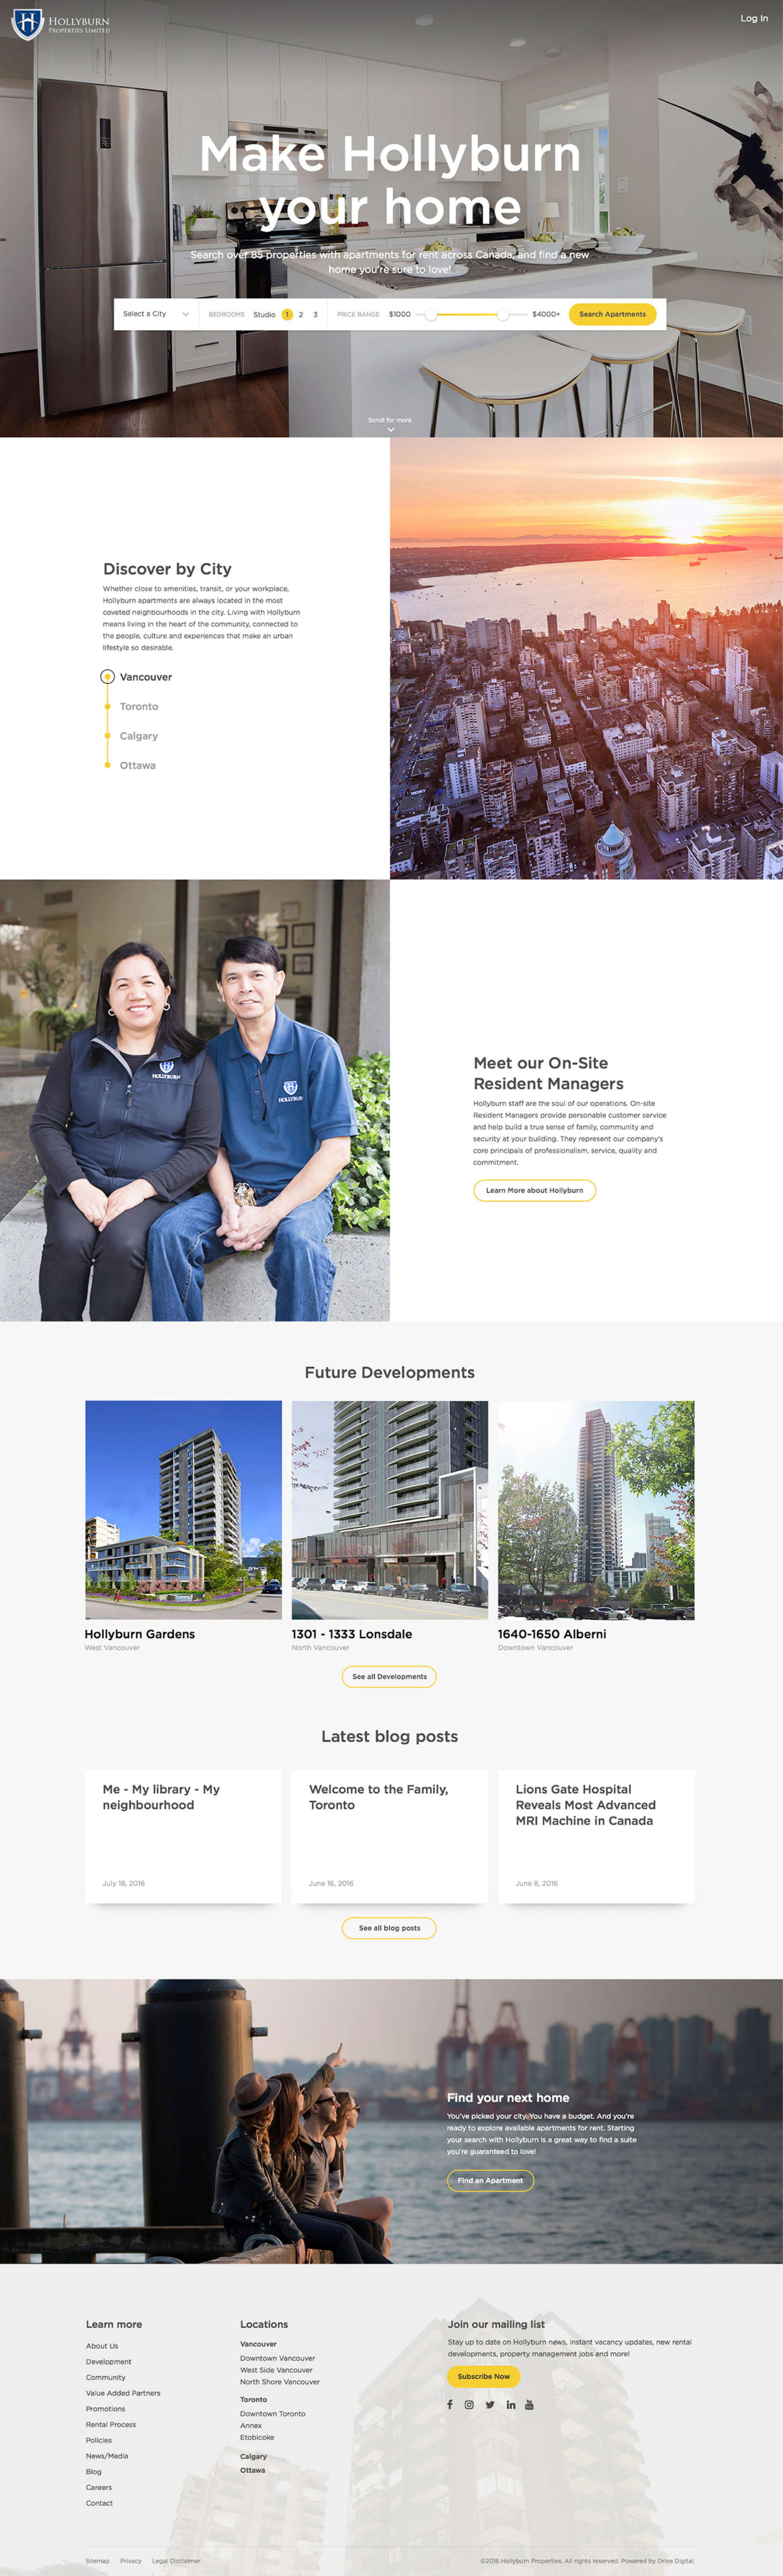 HOLLYBURN
PROPERTIES LIMITED
Log In
Make Hollyburn
your home
Search over 85 properties with apartments for rent across Canada, and find a new
home you're sure to love!
Select a City
BEDROOMS Studio 1 2 3
PRICE RANGE $1000 $4000+
Search Apartments
Scroll for more
Discover by City
Whether close to amenities, transit, or your workplace,
Hollyburn apartments are always located in the most
coveted neighbourhoods in the city. Living with Hollyburn
means living in the heart of the community, connected to
the people, culture and experiences that make an urban
lifestyle so desirable.
Vancouver
Toronto
Calgary
Ottawa
HOLLYBURN
HOLLYBURN
Meet our On-Site
Resident Managers
Hollyburn staff are the soul of our operations. On-site
Resident Managers provide personable customer service
and help build a true sense of family, community and
security at your building. They represent our company's
core principals of professionalism, service, quality and
commitment.
Learn More about Hollyburn
Future Developments
Hollyburn Gardens
West Vancouver
1301 - 1333 Lonsdale
North Vancouver
1640-1650 Alberni
Downtown Vancouver
See all Developments
Latest blog posts
Me - My library - My
neighbourhood
July 18, 2016
Welcome to the Family,
Toronto
June 16, 2016
Lions Gate Hospital
Reveals Most Advanced
MRI Machine in Canada
June 8, 2016
See all blog posts
Find your next home
You've picked your city. You have a budget. And you're
ready to explore available apartments for rent. Starting
your search with Hollyburn is a great way to find a suite
you're guaranteed to love!
Find an Apartment
Learn more
About Us
Development
Community
Value Added Partners
Promotions
Rental Process
Policies
News/Media
Blog
Careers
Contact
Locations
Vancouver
Downtown Vancouver
West Side Vancouver
North Shore Vancouver
Toronto
Downtown Toronto
Annex
Etobicoke
Calgary
Ottawa
Join our mailing list
Stay up to date on Hollyburn news, instant vacancy updates, new rental
developments, property management jobs and more!
Subscribe Now
Sitemap Privacy Legal Disclaimer
©2016 Hollyburn Properties. All rights reserved. Powered by Drive Digital.